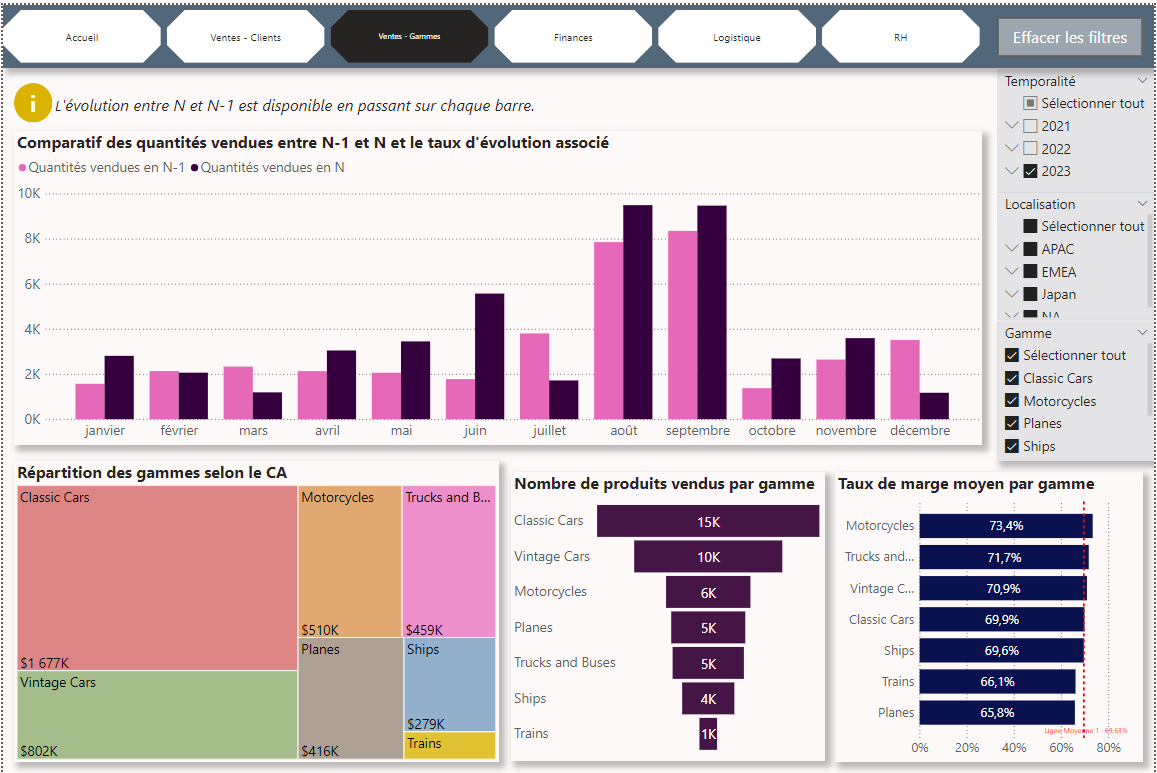 Accueil
Ventes - Clients
Ventes - Gammes
Finances
Logistique
RH
Effacer les filtres
i
L'évolution entre N et N-1 est disponible en passant sur chaque barre.
Temporalité
Sélectionner tout
2021
2022
2023
Localisation
Sélectionner tout
APAC
EMEA
Japan
NA
Gamme
Sélectionner tout
Classic Cars
Motorcycles
Planes
Ships
Comparatif des quantités vendues entre N-1 et N et le taux d'évolution associé
Quantités vendues en N-1 Quantités vendues en N
10K
8K
6K
4K
2K
0K
janvier février mars avril mai juin juillet août septembre octobre novembre décembre
Répartition des gammes selon le CA
Classic Cars
$1 677K
Vintage Cars
$802K
Motorcycles
$510K
Trucks and B...
$459K
Planes
$416K
Ships
$279K
Trains
Nombre de produits vendus par gamme
Classic Cars 15K
Vintage Cars 10K
Motorcycles 6K
Planes 5K
Trucks and Buses 5K
Ships 4K
Trains 1K
Taux de marge moyen par gamme
Motorcycles 73,4%
Trucks and... 71,7%
Vintage C... 70,9%
Classic Cars 69,9%
Ships 69,6%
Trains 66,1%
Planes 65,8%
Ligne Moyenne 1 : 69,63%
0% 20% 40% 60% 80%